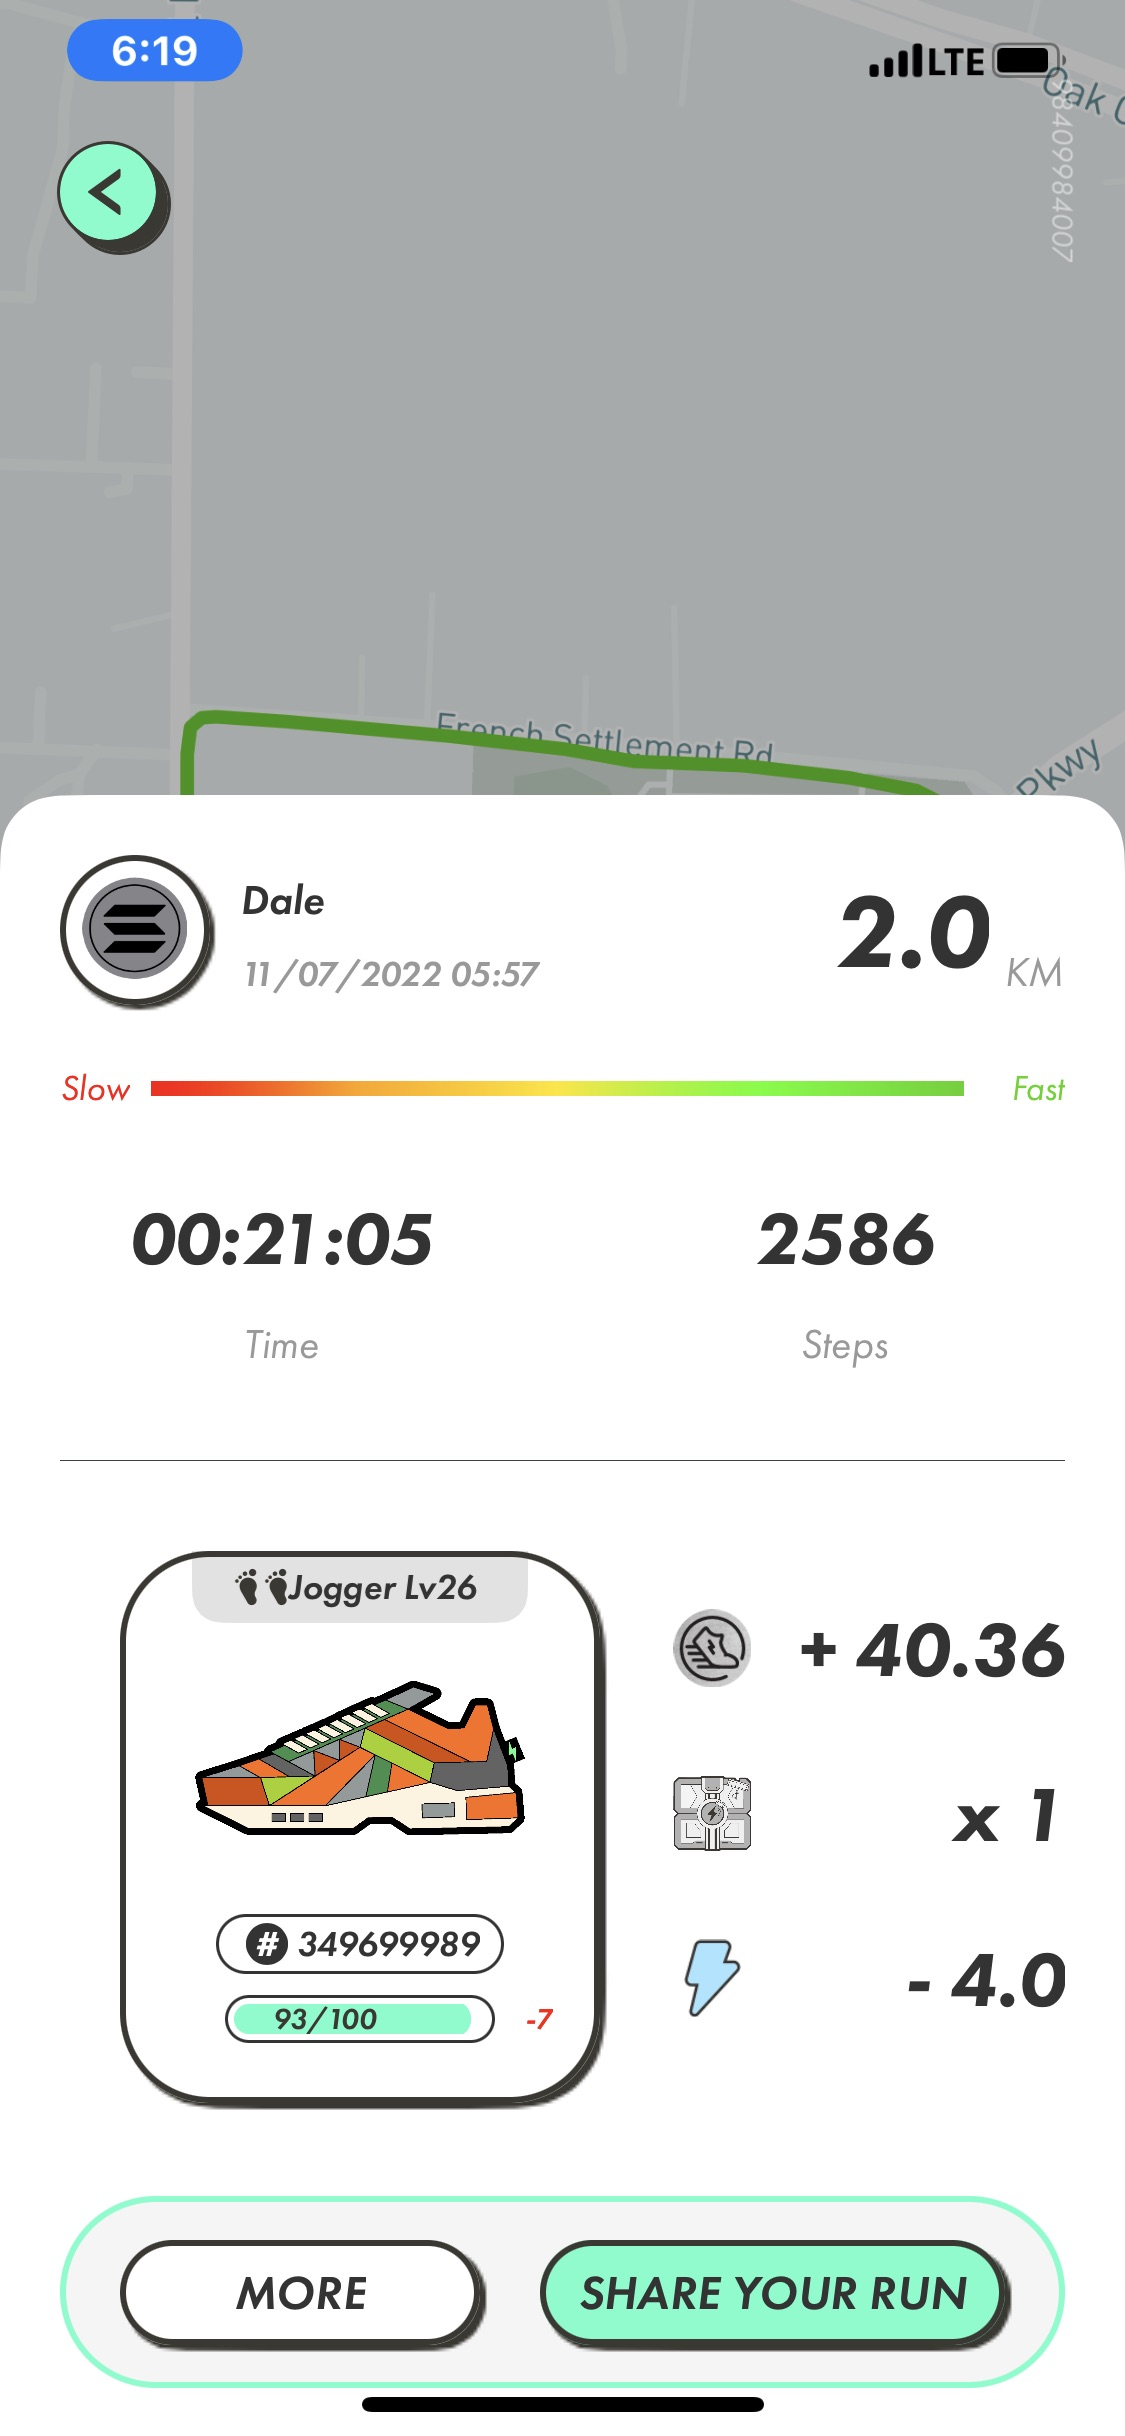 6:19
LTE
Oak
98409984007
<
French Settlement Rd
Pkwy
Dale
11/07/2022 05:57
2.0 KM
Slow
Fast
00:21:05
2586
Time
Steps
Jogger Lv26
+ 40.36
x 1
# 349699989
- 4.0
93/100
-7
MORE
SHARE YOUR RUN